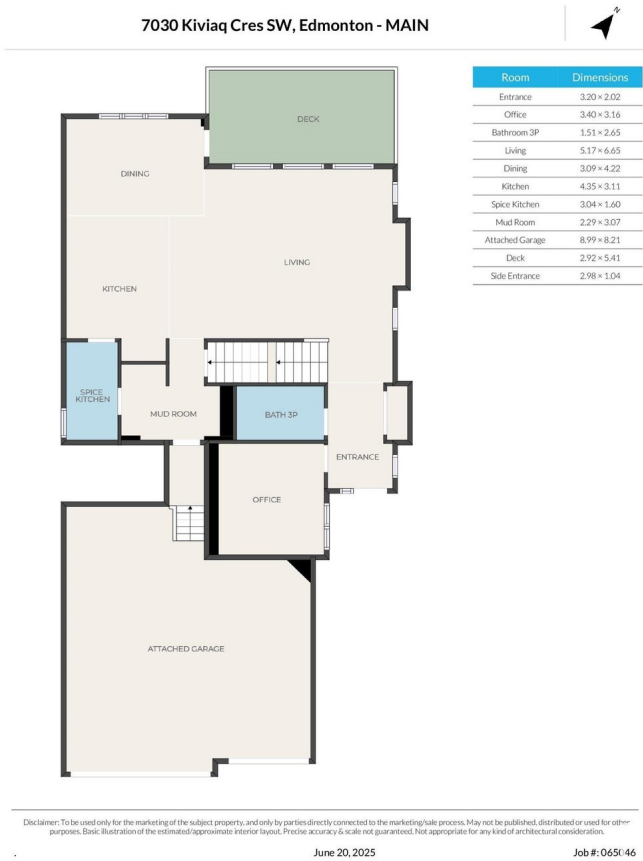 7030 Kiviaq Cres SW, Edmonton - MAIN
N
Room Dimensions
Entrance 3.20 × 2.02
Office 3.40 × 3.16
Bathroom 3P 1.51 × 2.65
Living 5.17 × 6.65
Dining 3.09 × 4.22
Kitchen 4.35 × 3.11
Spice Kitchen 3.04 × 1.60
Mud Room 2.29 × 3.07
Attached Garage 8.99 × 8.21
Deck 2.92 × 5.41
Side Entrance 2.98 × 1.04
DECK
DINING
LIVING
KITCHEN
SPICE
KITCHEN
MUD ROOM
BATH 3P
ENTRANCE
OFFICE
ATTACHED GARAGE
Disclaimer: To be used only for the marketing of the subject property, and only by parties directly connected to the marketing/sale process. May not be published, distributed or used for other
purposes. Basic illustration of the estimated/approximate interior layout. Precise accuracy & scale not guaranteed. Not appropriate for any kind of architectural consideration.
.
June 20, 2025
Job #: 065046